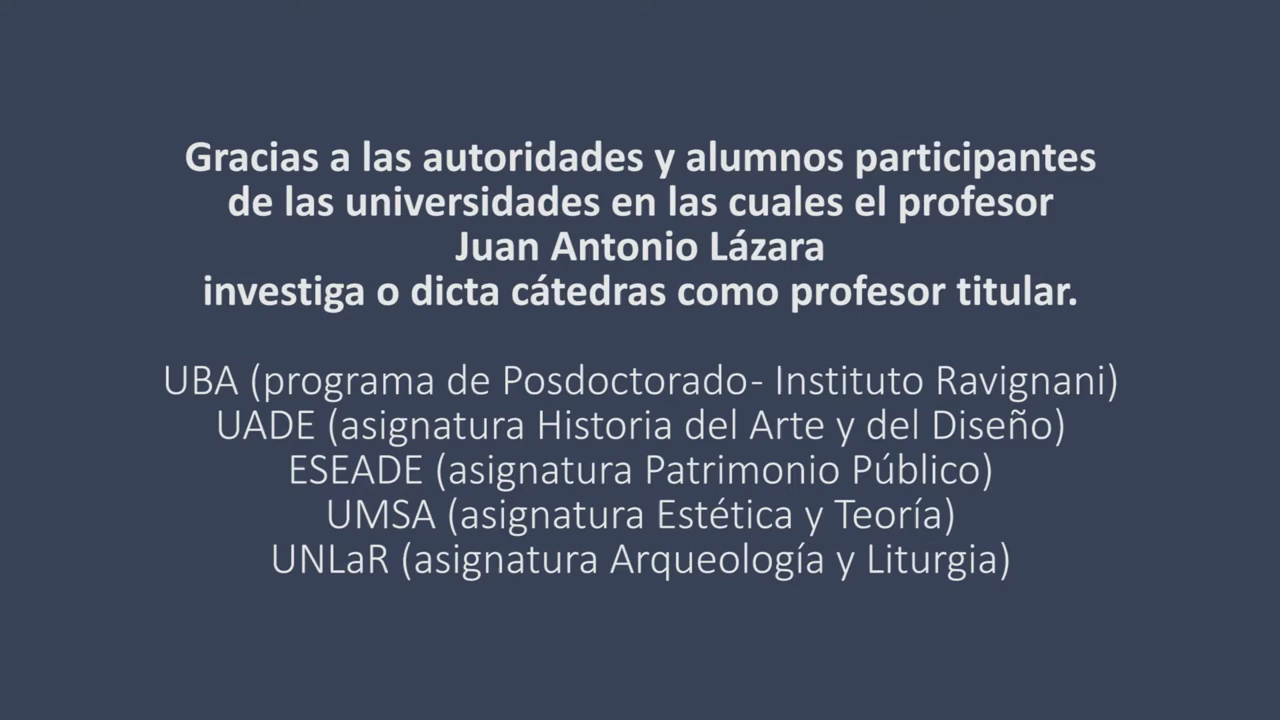 Gracias a las autoridades y alumnos participantes
de las universidades en las cuales el profesor
Juan Antonio Lázara
investiga o dicta cátedras como profesor titular.
UBA (programa de Posdoctorado- Instituto Ravignani)
UADE (asignatura Historia del Arte y del Diseño)
ESEADE (asignatura Patrimonio Público)
UMSA (asignatura Estética y Teoría)
UNLaR (asignatura Arqueología y Liturgia)